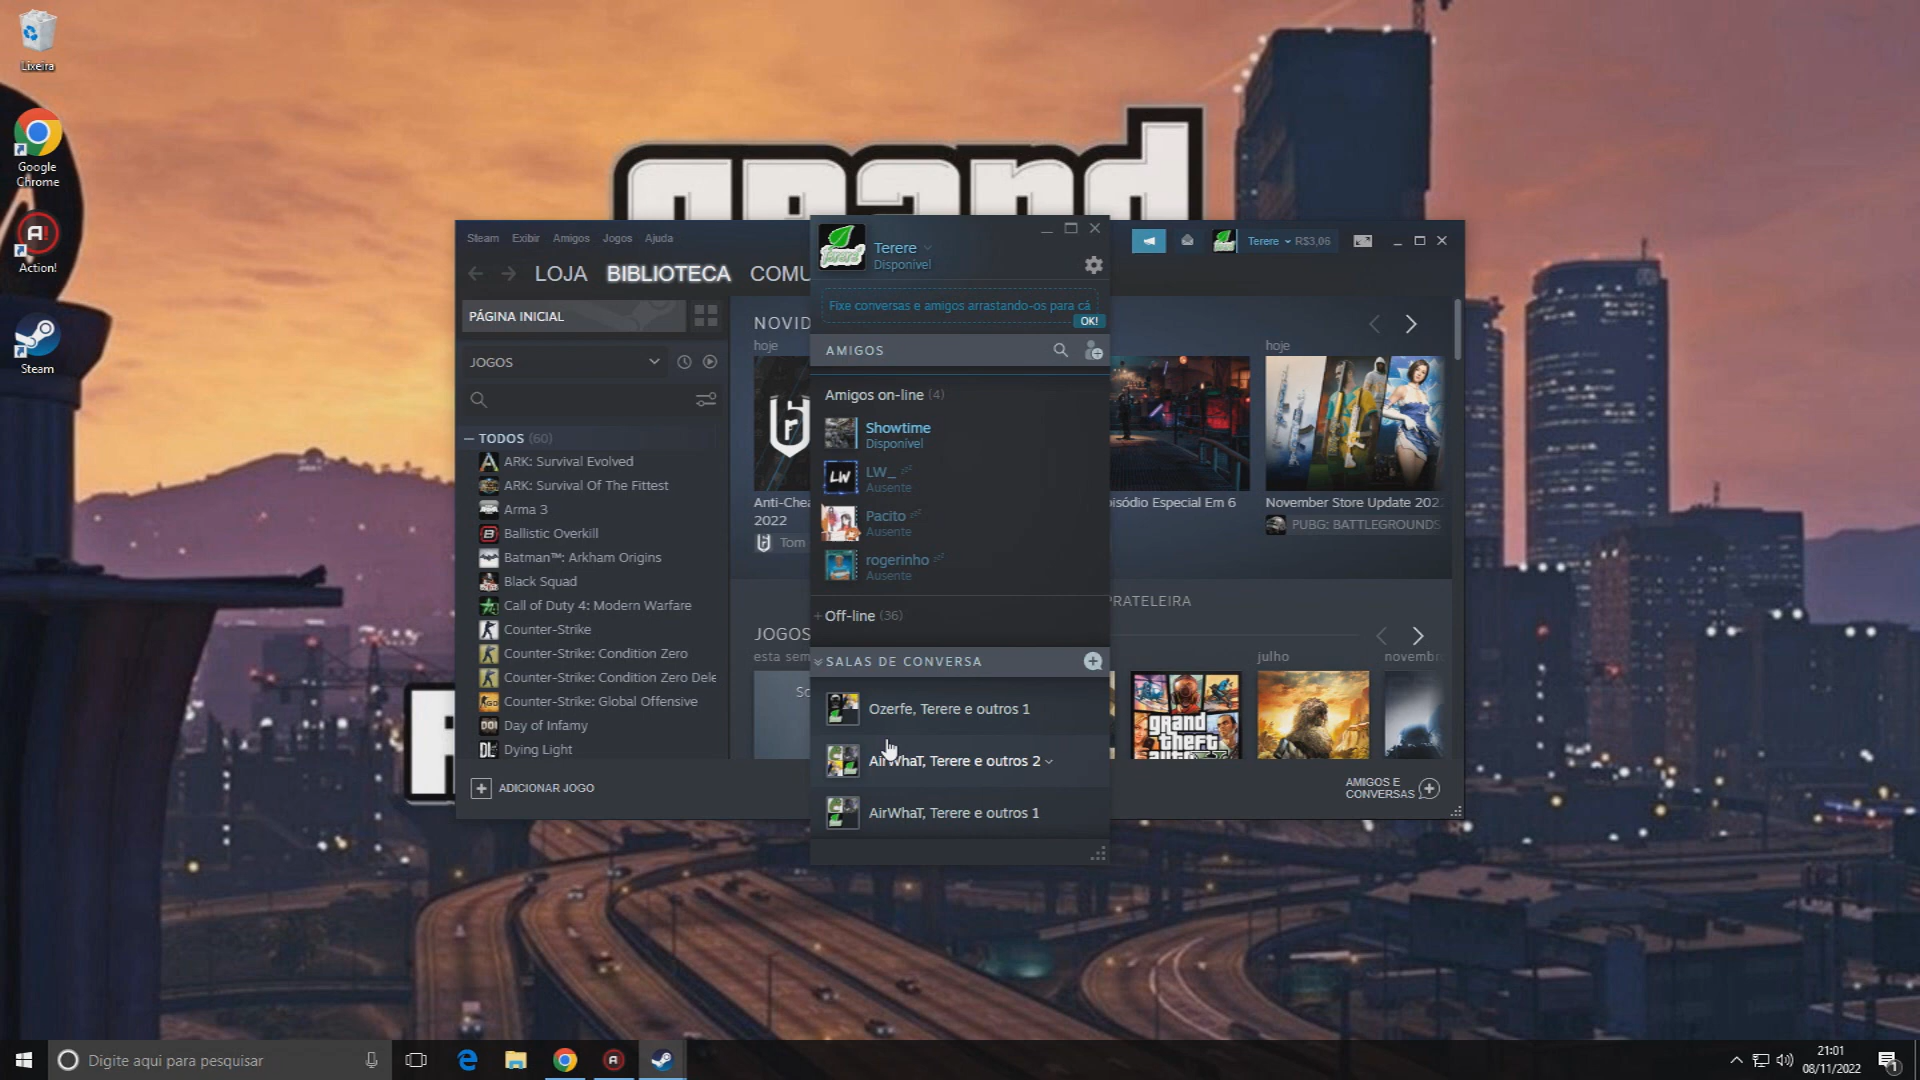 Lixeira
Google
Chrome
Action!
Steam
grand
Steam Exibir Amigos Jogos Ajuda
LOJA BIBLIOTECA COMU
Terere R$3,06
PÁGINA INICIAL
JOGOS
TODOS (60)
ARK: Survival Evolved
ARK: Survival Of The Fittest
Arma 3
Ballistic Overkill
Batman™: Arkham Origins
Black Squad
Call of Duty 4: Modern Warfare
Counter-Strike
Counter-Strike: Condition Zero
Counter-Strike: Condition Zero Dele
Counter-Strike: Global Offensive
Day of Infamy
Dying Light
ADICIONAR JOGO
NOVID
hoje
Anti-Chea
2022
Tom
JOGOS
esta sem
Sc
Terere
Disponível
Fixe conversas e amigos arrastando-os para cá
OK!
AMIGOS
Amigos on-line (4)
Showtime
Disponível
LW
LW_
Ausente
Pacito
Ausente
rogerinho
Ausente
Off-line (36)
SALAS DE CONVERSA
Ozerfe, Terere e outros 1
AirWhaT, Terere e outros 2
AirWhaT, Terere e outros 1
hoje
isódio Especial Em 6
November Store Update 202
PUBG: BATTLEGROUNDS
PRATELEIRA
julho
novembr
grand
theft
AMIGOS E
CONVERSAS
Digite aqui para pesquisar
21:01
08/11/2022
1